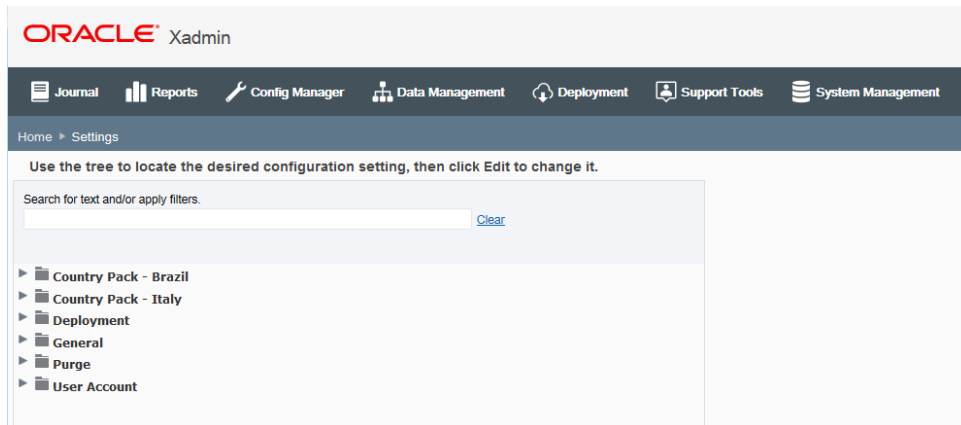 ORACLE® Xadmin
Journal Reports Config Manager Data Management Deployment Support Tools System Management
Home ▶ Settings
Use the tree to locate the desired configuration setting, then click Edit to change it.
Search for text and/or apply filters.
Clear
Country Pack - Brazil
Country Pack - Italy
Deployment
General
Purge
User Account